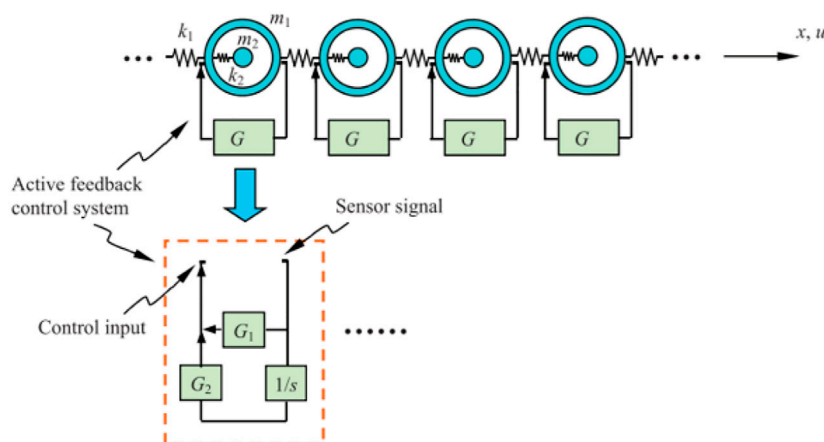 k₁ m₁
m₂
k₂
x, u
G G G G
Active feedback
control system
Sensor signal
Control input
G₁
G₂ 1/s